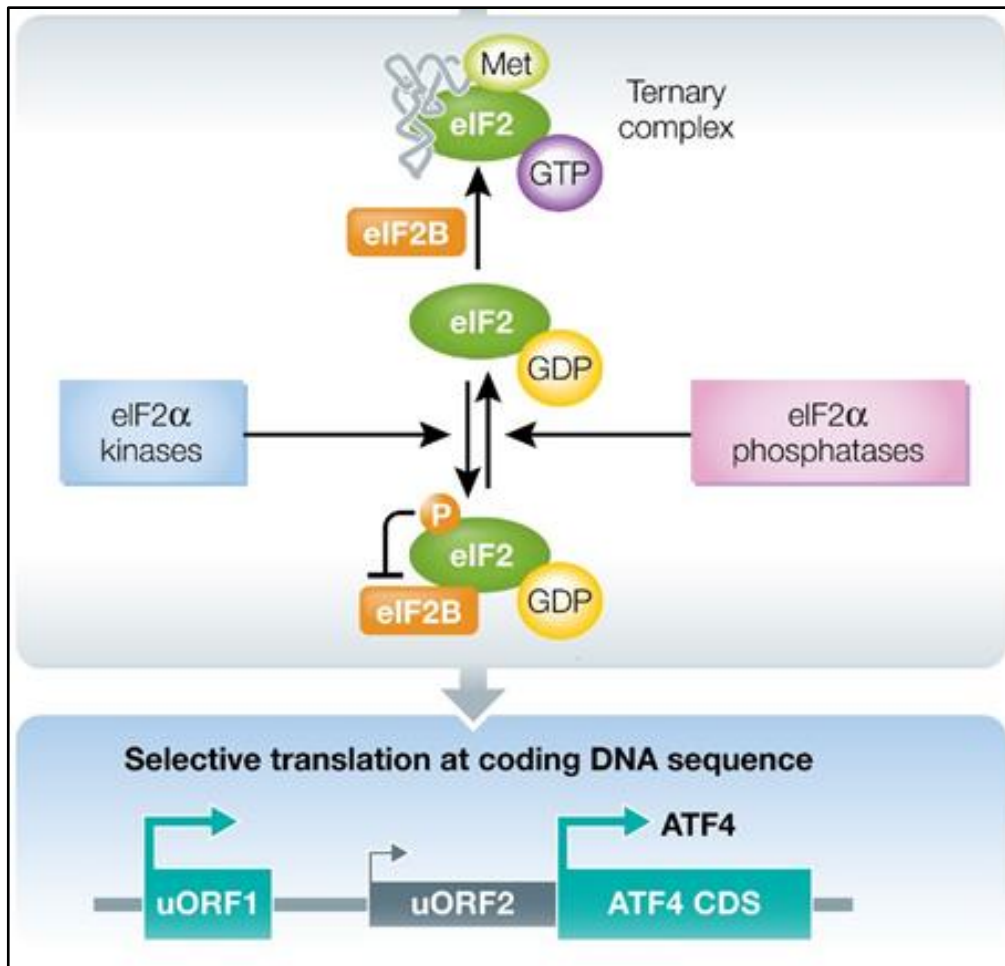 Met
eIF2
Ternary
complex
GTP
eIF2B
eIF2
GDP
eIF2α
kinases
eIF2α
phosphatases
P
eIF2
eIF2B
GDP
Selective translation at coding DNA sequence
ATF4
uORF1
uORF2
ATF4 CDS